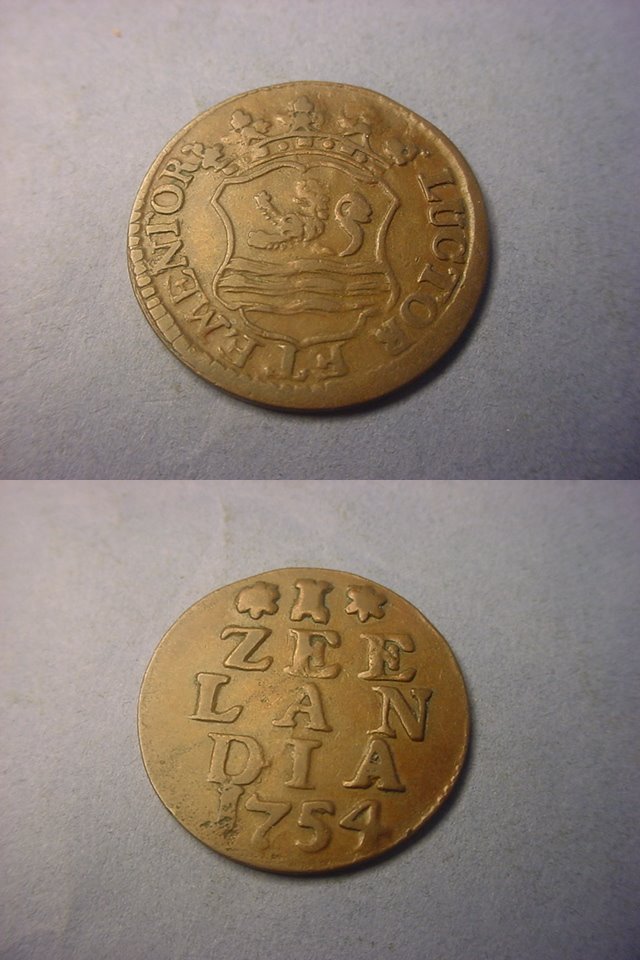 LUCTOR ET EMENTOR
* I *
ZEE
LAN
DIA
1754